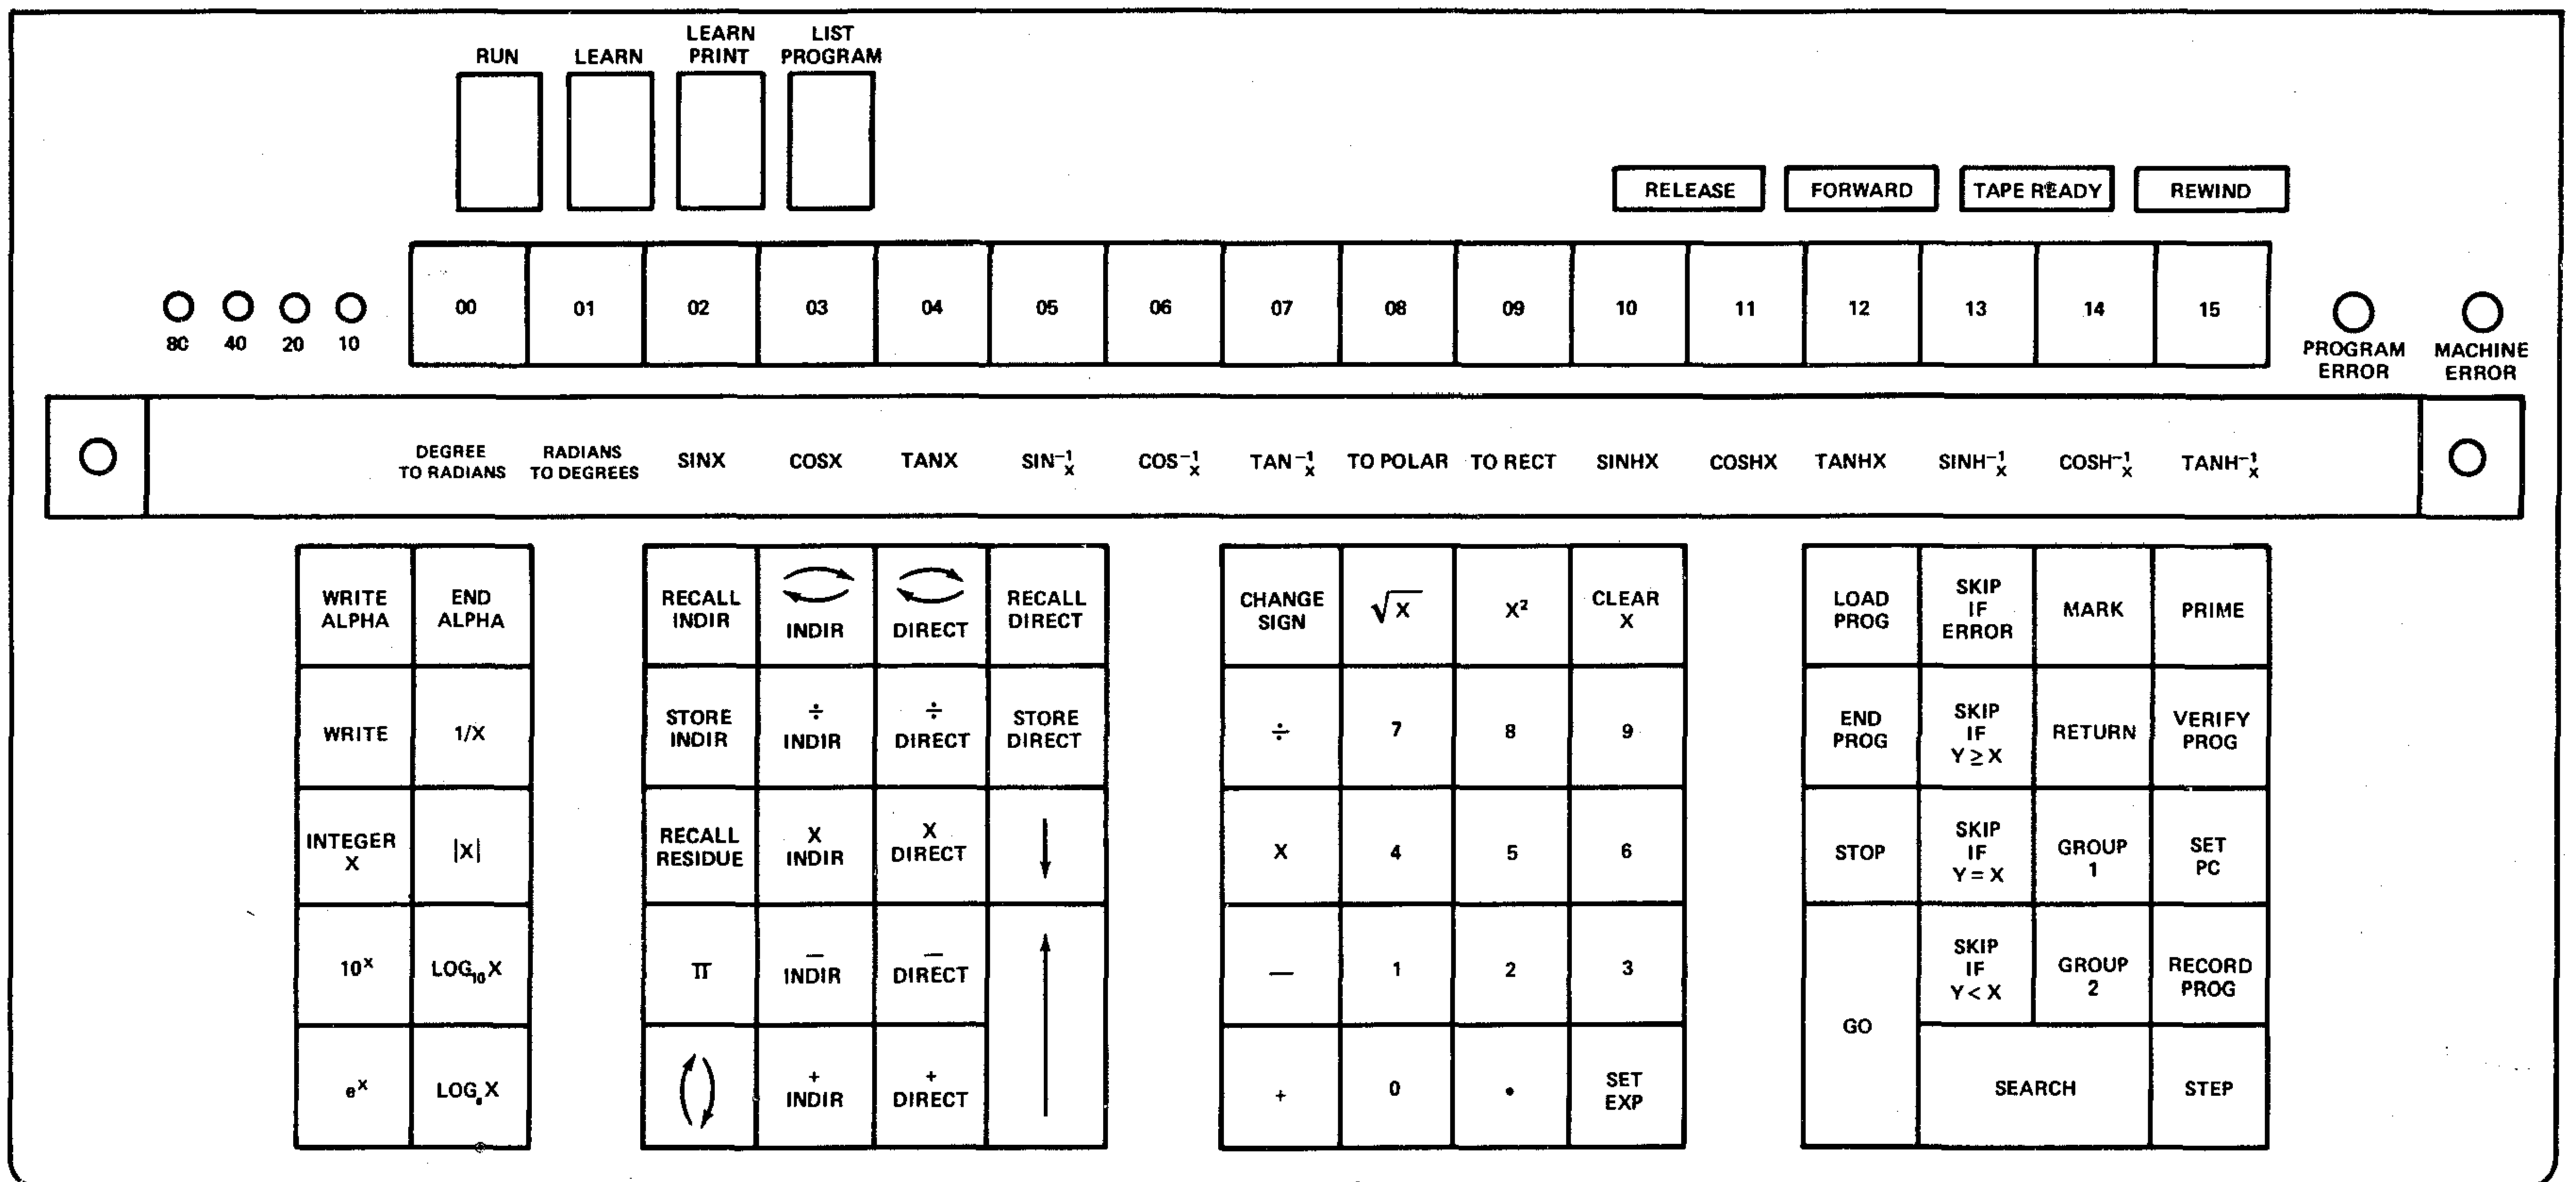 RUN LEARN LEARN PRINT LIST PROGRAM
RELEASE FORWARD TAPE READY REWIND
80 40 20 10
00 01 02 03 04 05 06 07 08 09 10 11 12 13 14 15
PROGRAM ERROR MACHINE ERROR
DEGREE TO RADIANS RADIANS TO DEGREES SINX COSX TANX SIN⁻¹x COS⁻¹x TAN⁻¹x TO POLAR TO RECT SINHX COSHX TANHX SINH⁻¹x COSH⁻¹x TANH⁻¹x
WRITE ALPHA END ALPHA
WRITE 1/X
INTEGER X |X|
10ˣ LOG₁₀X
eˣ LOGₑX
RECALL INDIR INDIR DIRECT RECALL DIRECT
STORE INDIR ÷ INDIR ÷ DIRECT STORE DIRECT
RECALL RESIDUE X INDIR X DIRECT ↓
π − INDIR − DIRECT ↑
+ INDIR + DIRECT
CHANGE SIGN √X X² CLEAR X
÷ 7 8 9
X 4 5 6
− 1 2 3
+ 0 • SET EXP
LOAD PROG SKIP IF ERROR MARK PRIME
END PROG SKIP IF Y ≥ X RETURN VERIFY PROG
STOP SKIP IF Y = X GROUP 1 SET PC
GO SKIP IF Y < X GROUP 2 RECORD PROG
SEARCH STEP